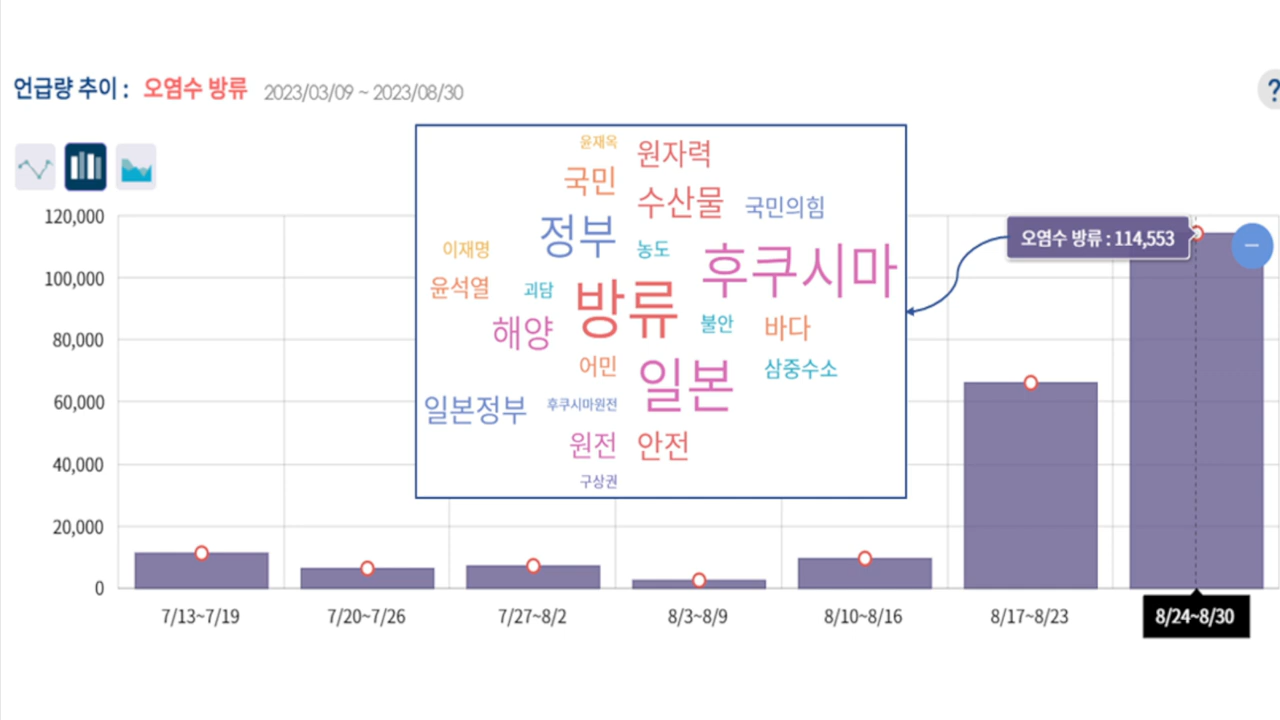 언급량 추이 : 오염수 방류 2023/03/09 ~ 2023/08/30
?
윤재옥
원자력
국민
수산물
국민의힘
정부
이재명
농도
후쿠시마
윤석열
괴담
방류
해양
불안
바다
어민
일본
삼중수소
일본정부
후쿠시마원전
원전
안전
구상권
오염수 방류 : 114,553
120,000
100,000
80,000
60,000
40,000
20,000
0
7/13~7/19 7/20~7/26 7/27~8/2 8/3~8/9 8/10~8/16 8/17~8/23 8/24~8/30